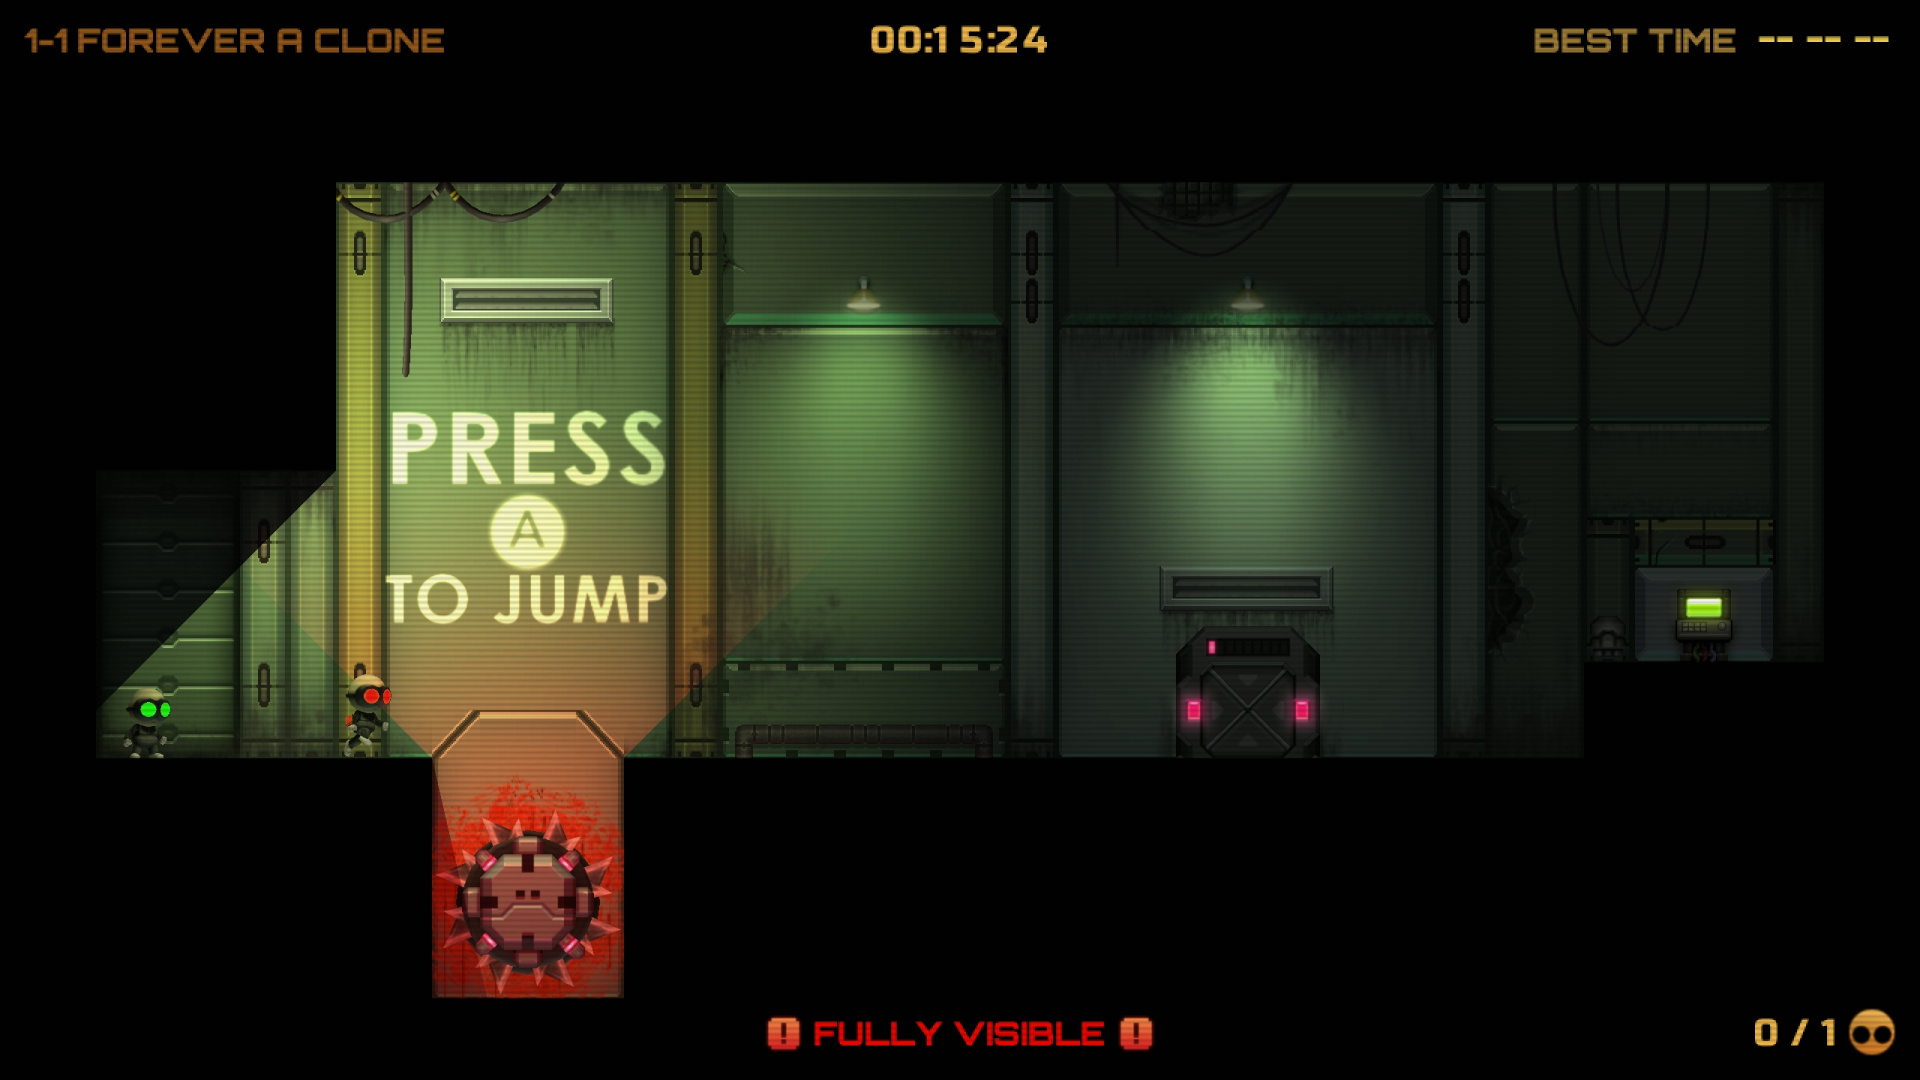 1-1 FOREVER A CLONE
00:15:24
BEST TIME -- -- --
PRESS
A
TO JUMP
! FULLY VISIBLE !
0 / 1